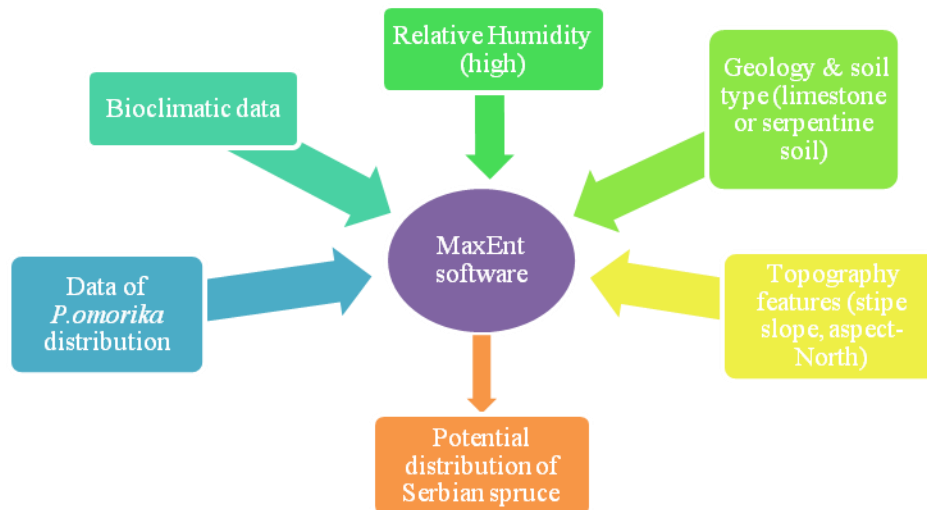 Relative Humidity
(high)
Geology & soil
type (limestone
or serpentine
soil)
Bioclimatic data
MaxEnt
software
Data of
P.omorika
distribution
Topography
features (stipe
slope, aspect-
North)
Potential
distribution of
Serbian spruce